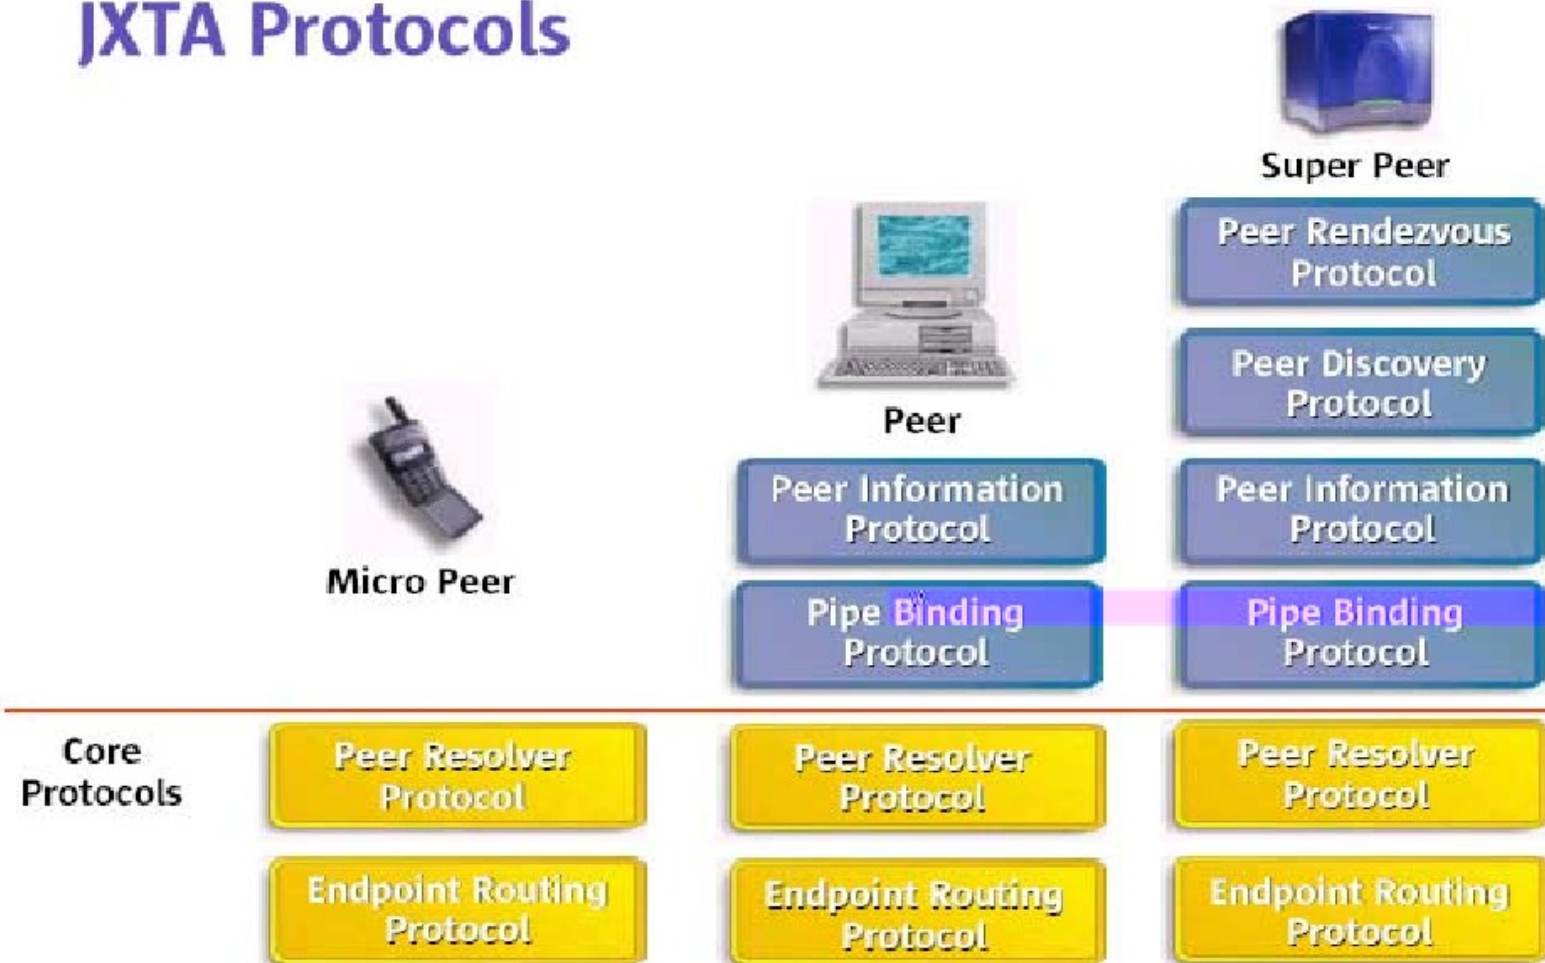 JXTA Protocols
Super Peer
Peer Rendezvous
Protocol
Peer Discovery
Protocol
Peer
Peer Information
Protocol
Peer Information
Protocol
Micro Peer
Pipe Binding
Protocol
Pipe Binding
Protocol
Core
Protocols
Peer Resolver
Protocol
Peer Resolver
Protocol
Peer Resolver
Protocol
Endpoint Routing
Protocol
Endpoint Routing
Protocol
Endpoint Routing
Protocol